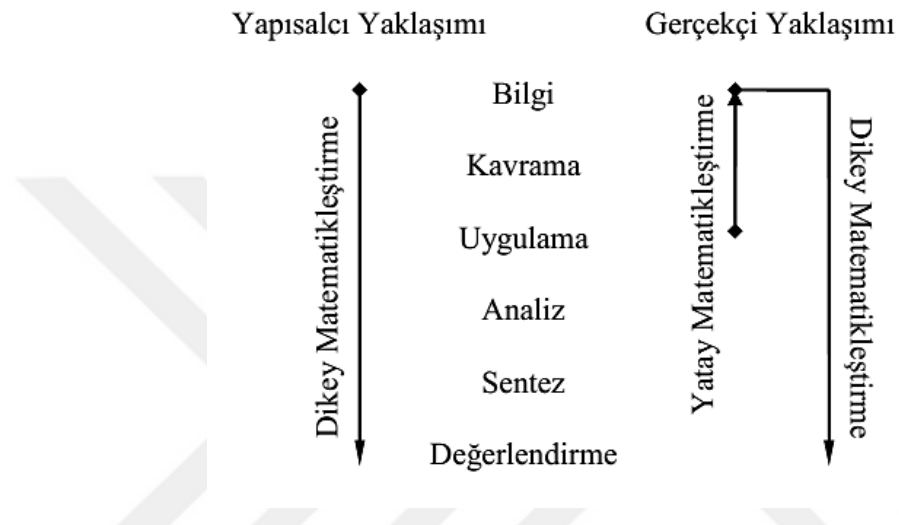 Yapısalcı Yaklaşımı
Gerçekçi Yaklaşımı
Dikey Matematikleştirme
Bilgi
Kavrama
Uygulama
Analiz
Sentez
Değerlendirme
Yatay Matematikleştirme
Dikey Matematikleştirme